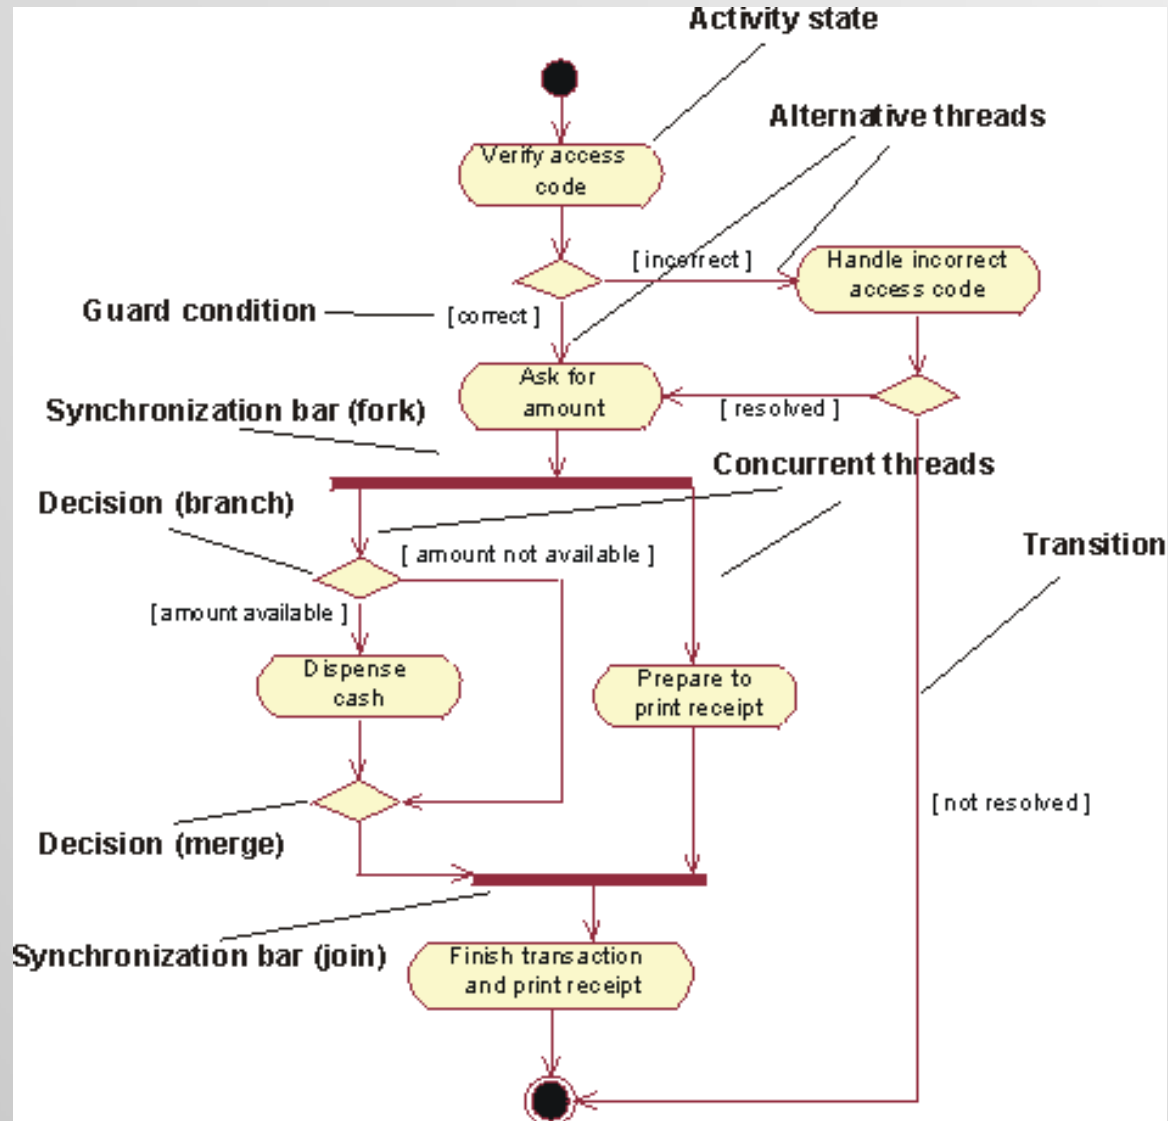 Activity state
Alternative threads
Verify access
code
[ incorrect ]
Handle incorrect
access code
Guard condition
[ correct ]
Ask for
amount
[ resolved ]
Synchronization bar (fork)
Concurrent threads
Decision (branch)
[ amount not available ]
Transition
[ amount available ]
Dispense
cash
Prepare to
print receipt
[ not resolved ]
Decision (merge)
Synchronization bar (join)
Finish transaction
and print receipt